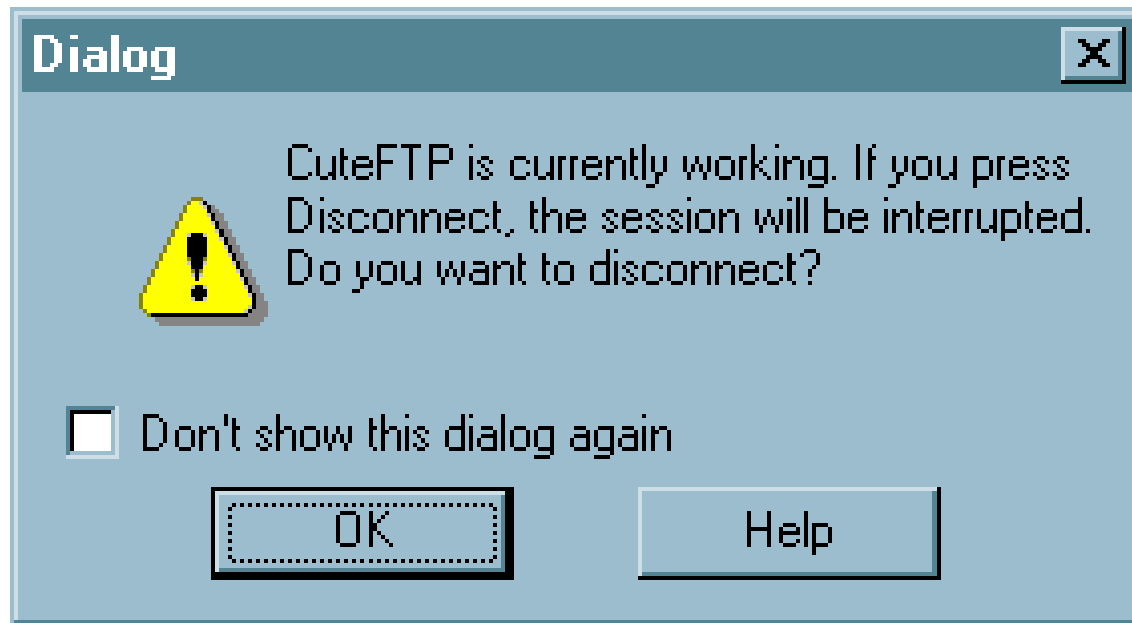 Dialog
CuteFTP is currently working. If you press
Disconnect, the session will be interrupted.
Do you want to disconnect?
Don't show this dialog again
OK
Help